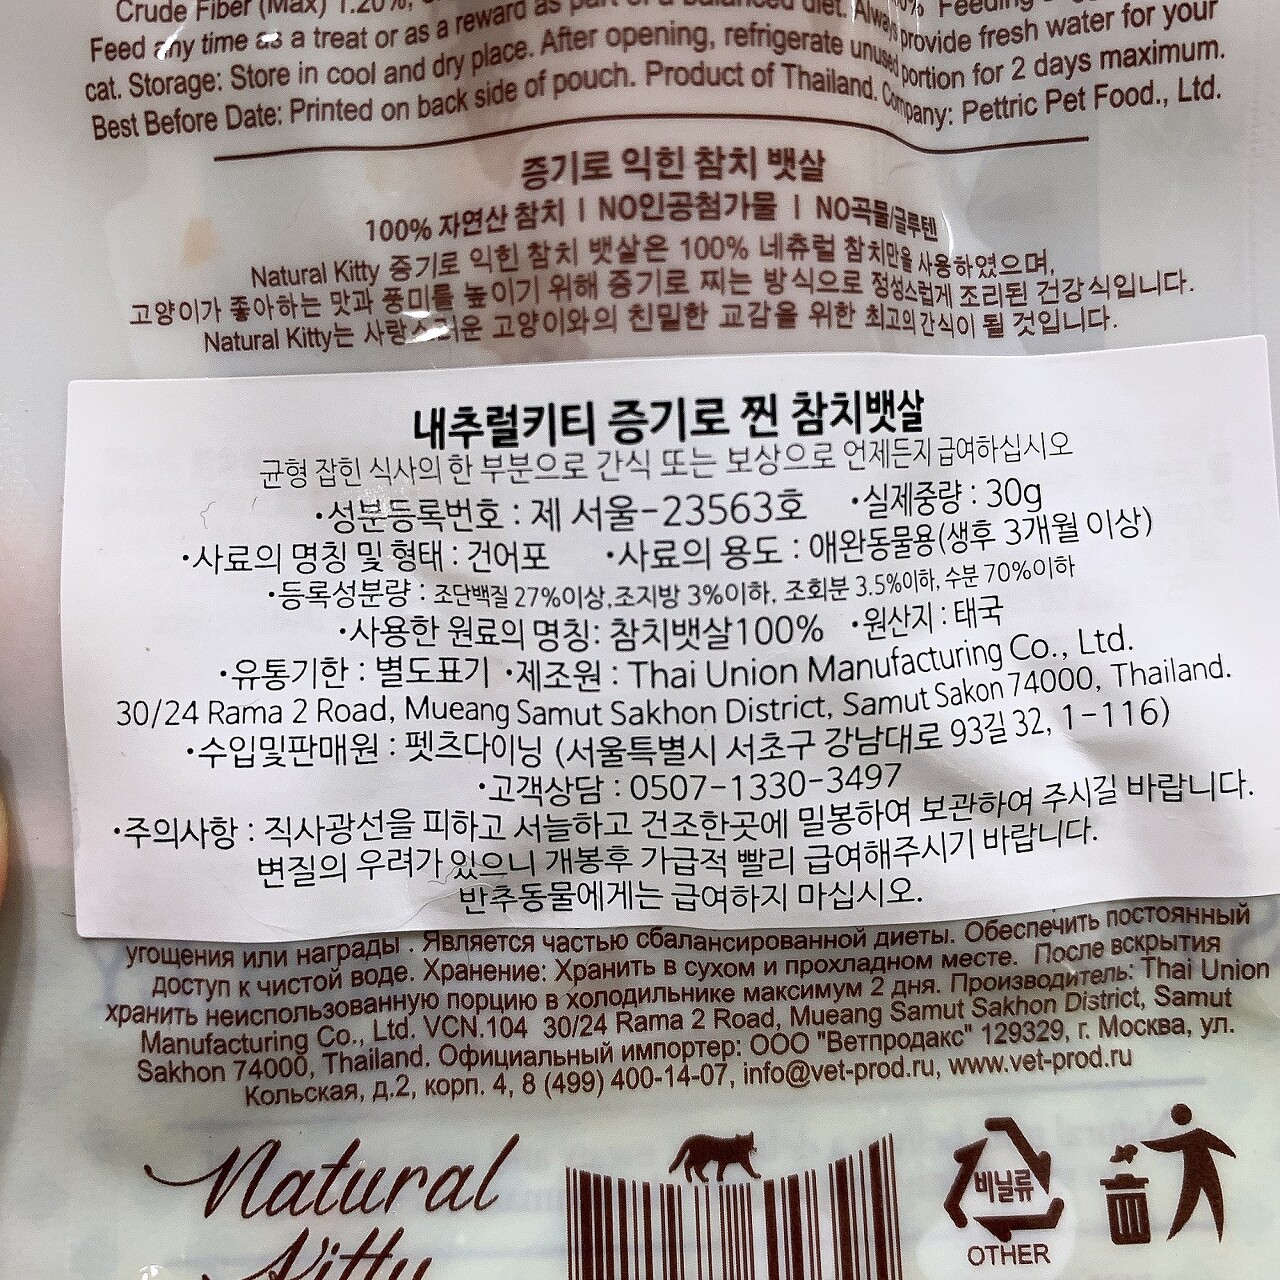 Crude Fiber (Max) 1.20%, Feeding
Feed any time as a treat or as a reward as part of a balanced diet. Always provide fresh water for your
cat. Storage: Store in cool and dry place. After opening, refrigerate unused portion for 2 days maximum.
Best Before Date: Printed on back side of pouch. Product of Thailand. Company: Pettric Pet Food., Ltd.
증기로 익힌 참치 뱃살
100% 자연산 참치 | NO인공첨가물 | NO곡물/글루텐
Natural Kitty 증기로 익힌 참치 뱃살은 100% 네츄럴 참치만을 사용하였으며,
고양이가 좋아하는 맛과 풍미를 높이기 위해 증기로 찌는 방식으로 정성스럽게 조리된 건강식입니다.
Natural Kitty는 사랑스러운 고양이와의 친밀한 교감을 위한 최고의 간식이 될 것입니다.
내추럴키티 증기로 찐 참치뱃살
균형 잡힌 식사의 한 부분으로 간식 또는 보상으로 언제든지 급여하십시오
·성분등록번호 : 제 서울-23563호 ·실제중량 : 30g
·사료의 명칭 및 형태 : 건어포 ·사료의 용도 : 애완동물용(생후 3개월 이상)
·등록성분량 : 조단백질 27%이상,조지방 3%이하, 조회분 3.5%이하, 수분 70%이하
·사용한 원료의 명칭: 참치뱃살100% ·원산지 : 태국
·유통기한 : 별도표기 ·제조원 : Thai Union Manufacturing Co., Ltd.
30/24 Rama 2 Road, Mueang Samut Sakhon District, Samut Sakon 74000, Thailand.
·수입및판매원 : 펫츠다이닝 (서울특별시 서초구 강남대로 93길 32, 1-116)
·고객상담 : 0507-1330-3497
·주의사항 : 직사광선을 피하고 서늘하고 건조한곳에 밀봉하여 보관하여 주시길 바랍니다.
변질의 우려가 있으니 개봉후 가급적 빨리 급여해주시기 바랍니다.
반추동물에게는 급여하지 마십시오.
угощения или награды . Является частью сбалансированной диеты. Обеспечить постоянный
доступ к чистой воде. Хранение: Хранить в сухом и прохладном месте. После вскрытия
хранить неиспользованную порцию в холодильнике максимум 2 дня. Производитель: Thai Union
Manufacturing Co., Ltd. VCN.104 30/24 Rama 2 Road, Mueang Samut Sakhon District, Samut
Sakhon 74000, Thailand. Официальный импортер: ООО "Ветпродакс" 129329, г. Москва, ул.
Кольская, д.2, корп. 4, 8 (499) 400-14-07, info@vet-prod.ru, www.vet-prod.ru
Natural
Kitty
비닐류
OTHER